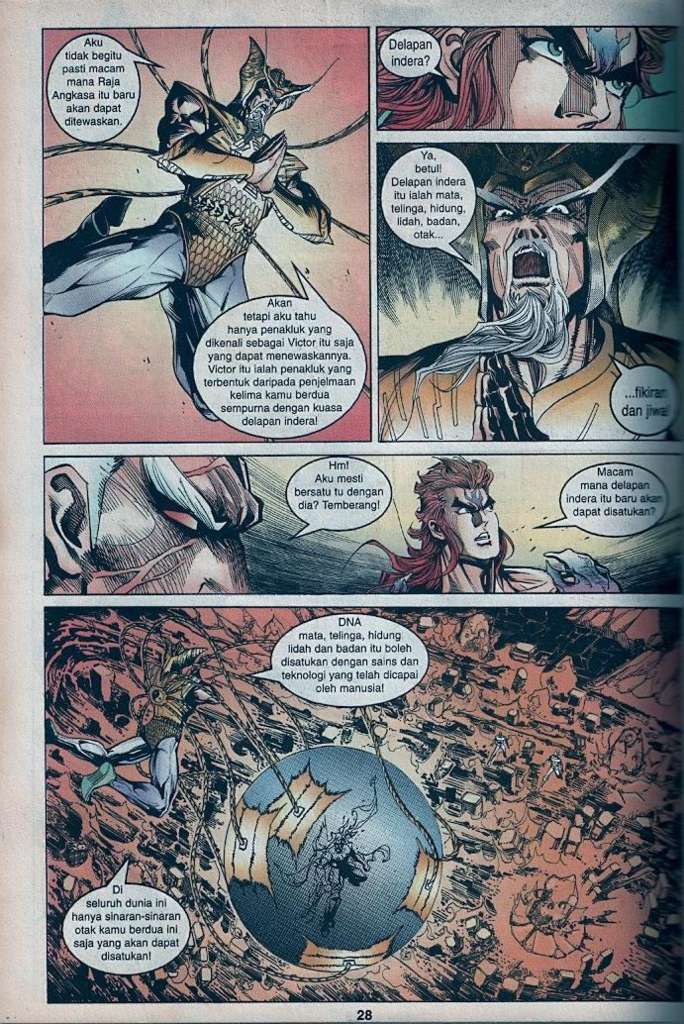 Aku
tidak begitu
pasti macam
mana Raja
Angkasa itu baru
akan dapat
ditewaskan.
Akan
tetapi aku tahu
hanya penakluk yang
dikenali sebagai Victor itu saja
yang dapat menewaskannya.
Victor itu ialah penakluk yang
terbentuk daripada penjelmaan
kelima kamu berdua
sempurna dengan kuasa
delapan indera!
Delapan
indera?
Ya,
betul!
Delapan indera
itu ialah mata,
telinga, hidung,
lidah, badan,
otak...
...fikiran
dan jiwa!
Hm!
Aku mesti
bersatu tu dengan
dia? Temberang!
Macam
mana delapan
indera itu baru akan
dapat disatukan?
DNA
mata, telinga, hidung
lidah dan badan itu boleh
disatukan dengan sains dan
teknologi yang telah dicapai
oleh manusia!
Di
seluruh dunia ini
hanya sinaran-sinaran
otak kamu berdua ini
saja yang akan dapat
disatukan!
28